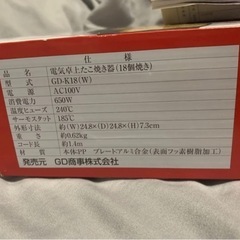 仕様
品名 電気卓上たこ焼き器(18個焼き)
型式 GD-K18(W)
電源 AC100V
消費電力 650W
温度ヒューズ 240℃
サーモスタット 185℃
外形寸法 約(W)24.8×(D)24.8×(H)7.3cm
重さ 約0.62kg
コード長 約1.4m
材質 本体:PP プレート:アルミ合金(表面フッ素樹脂加工)
発売元 GD商事株式会社